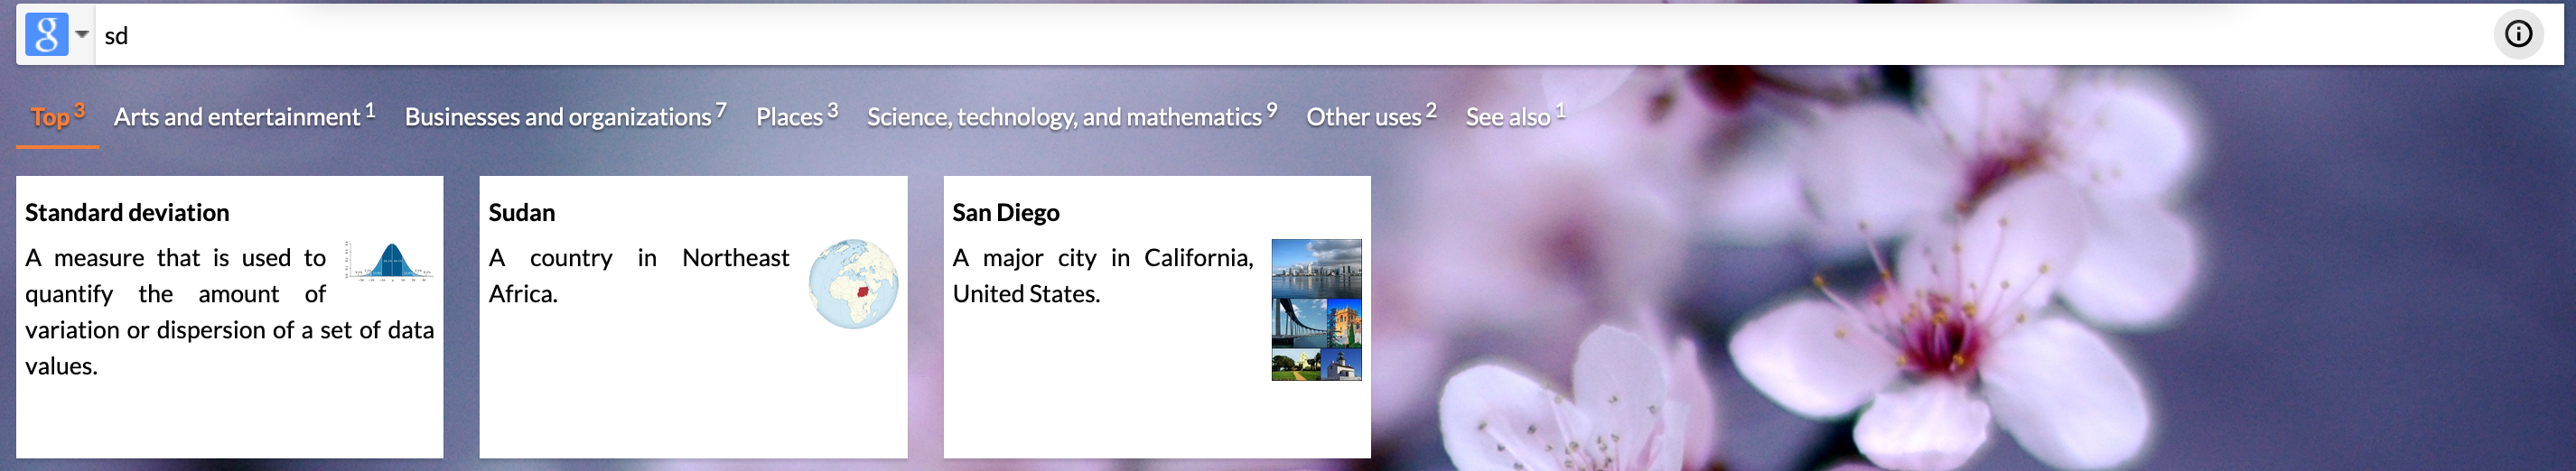 g
sd
Top 3 Arts and entertainment 1 Businesses and organizations 7 Places 3 Science, technology, and mathematics 9 Other uses 2 See also 1
Standard deviation
A measure that is used to
quantify the amount of
variation or dispersion of a set of data
values.
Sudan
A country in Northeast
Africa.
San Diego
A major city in California,
United States.